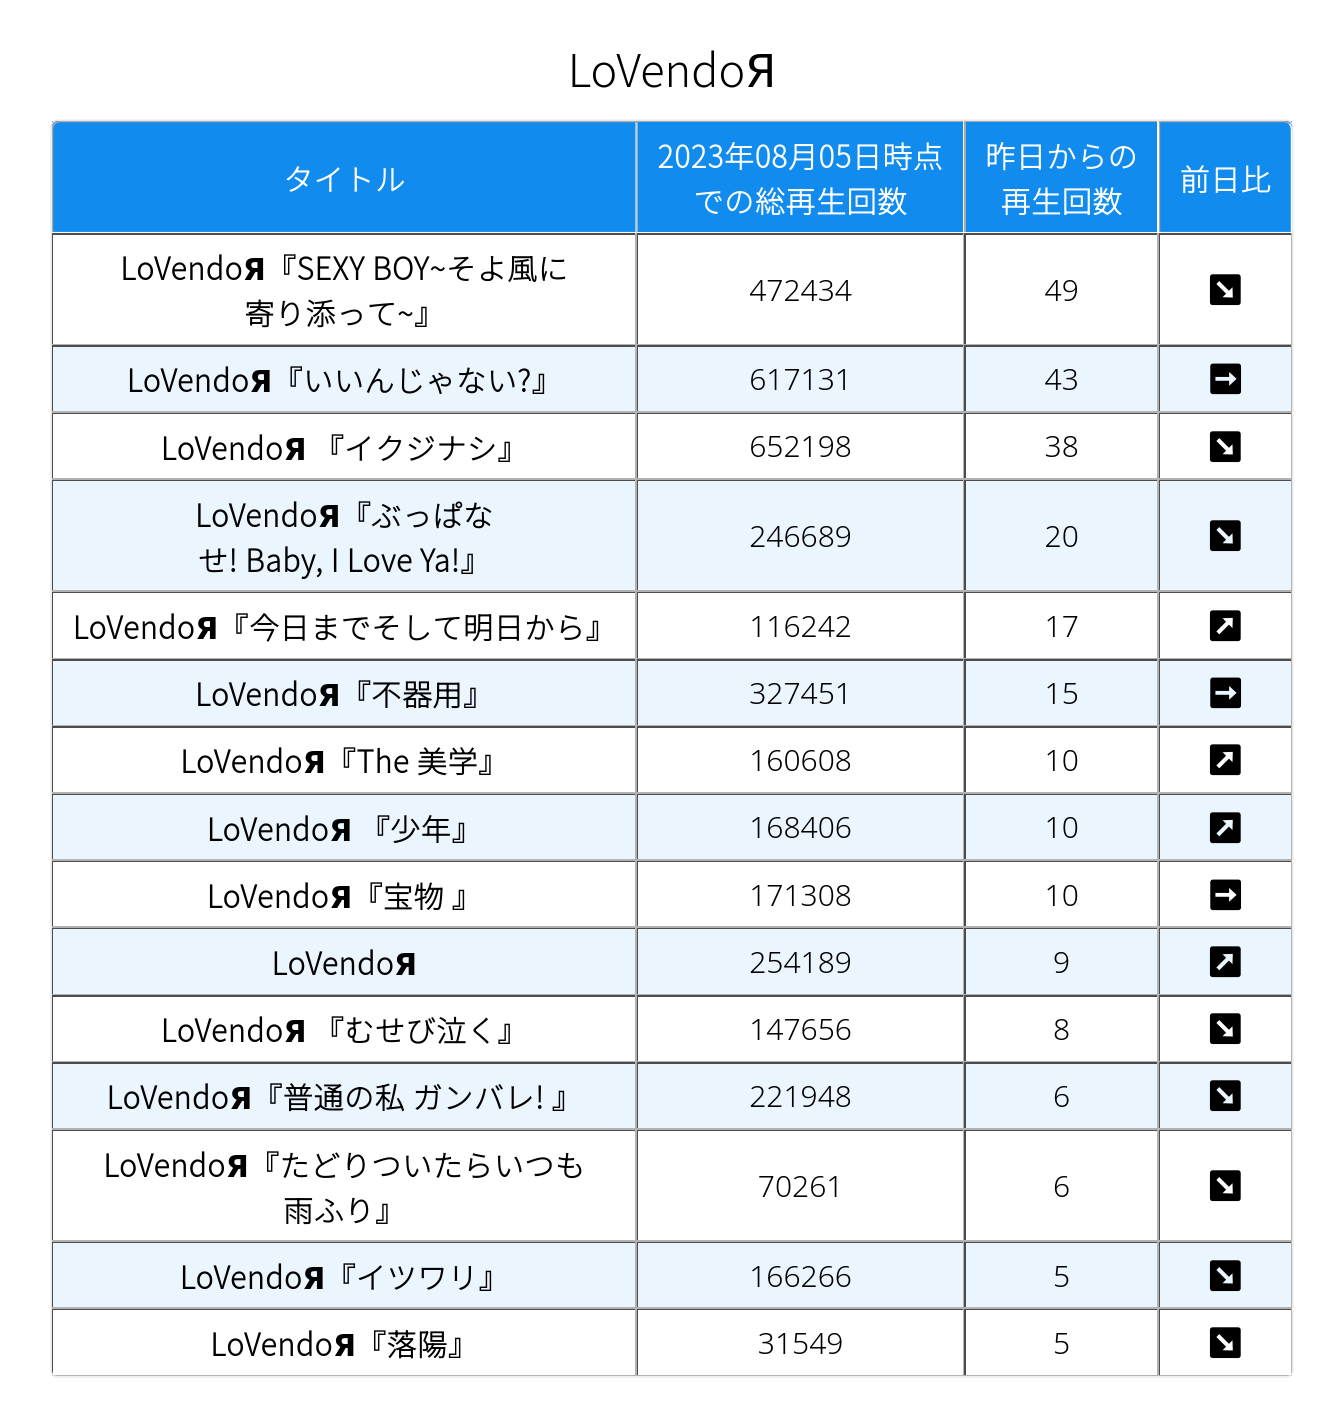 LoVendoЯ
タイトル
2023年08月05日時点
での総再生回数
昨日からの
再生回数
前日比
LoVendoЯ『SEXY BOY~そよ風に
寄り添って~』
472434
49
↘
LoVendoЯ『いいんじゃない?』
617131
43
→
LoVendoЯ 『イクジナシ』
652198
38
↘
LoVendoЯ『ぶっぱな
せ! Baby, I Love Ya!』
246689
20
↘
LoVendoЯ『今日までそして明日から』
116242
17
↗
LoVendoЯ『不器用』
327451
15
→
LoVendoЯ『The 美学』
160608
10
↗
LoVendoЯ 『少年』
168406
10
↗
LoVendoЯ『宝物 』
171308
10
→
LoVendoЯ
254189
9
↗
LoVendoЯ 『むせび泣く』
147656
8
↘
LoVendoЯ『普通の私 ガンバレ! 』
221948
6
↘
LoVendoЯ『たどりついたらいつも
雨ふり』
70261
6
↘
LoVendoЯ『イツワリ』
166266
5
↘
LoVendoЯ『落陽』
31549
5
↘